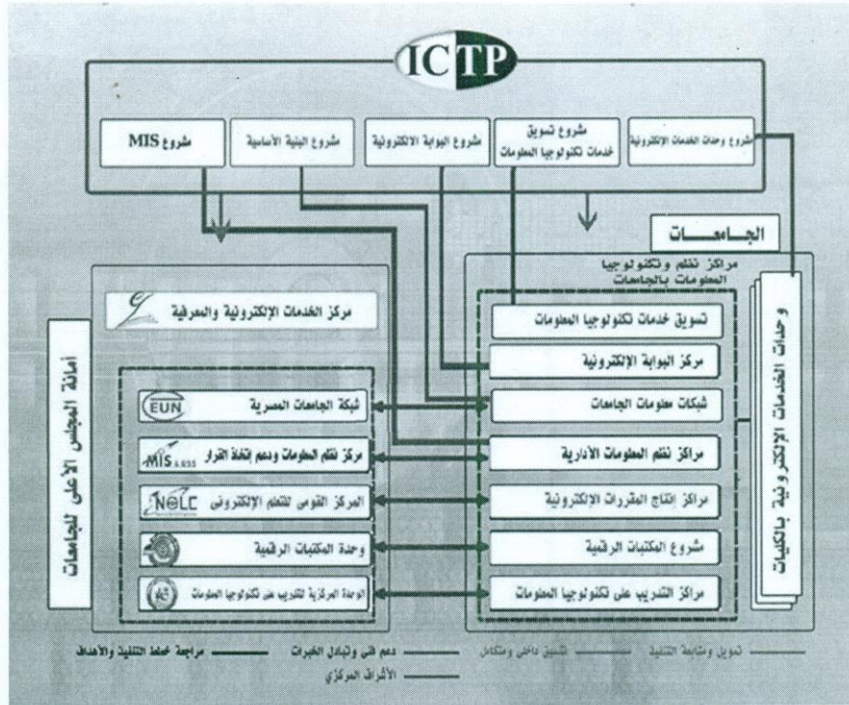 ICTP
مشروع وحدات الخدمات الإلكترونية
مشروع تسويق
خدمات تكنولوجيا المعلومات
مشروع البوابة الالكترونية
مشروع البنية الأساسية
مشروع MIS
الجامعات
مراكز نظم وتكنولوجيا
المعلومات بالجامعات
وحدات الخدمات الإلكترونية بالكليات
تسويق خدمات تكنولوجيا المعلومات
مركز البوابة الإلكترونية
شبكات معلومات الجامعات
مراكز نظم المعلومات الأدارية
مراكز إنتاج المقررات الإلكترونية
مشروع المكتبات الرقمية
مراكز التدريب على تكنولوجيا المعلومات
مركز الخدمات الإلكترونية والمعرفية
شبكة الجامعات المصرية
EUN
مركز نظم المعلومات ودعم إتخاذ القرار
MIS
المركز القومى للتعلم الإلكترونى
NELC
وحدة المكتبات الرقمية
الوحدة المركزية للتدريب على تكنولوجيا المعلومات
أمانة المجلس الأعلى للجامعات
تمويل ومتابعة التنفيذ
تنسيق داخلى ومتكامل
دعم فنى وتبادل الخبرات
مراجعة خطط التنفيذ والأهداف
الأشراف المركزي